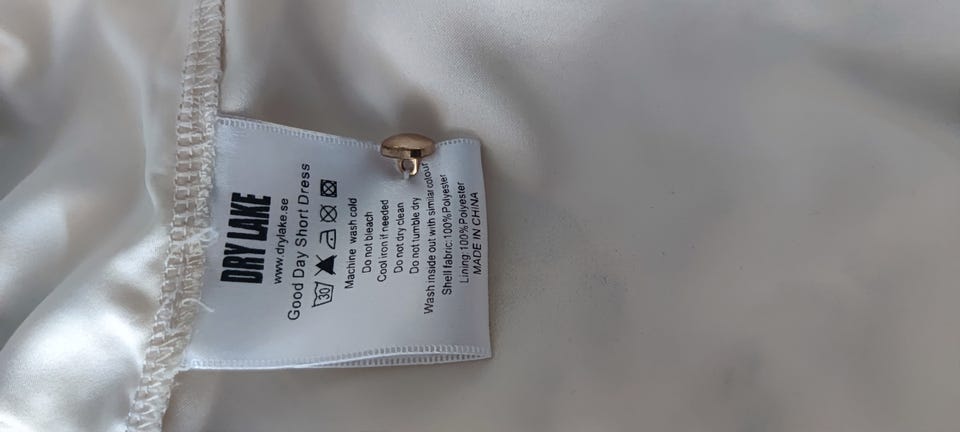 DRY LAKE
www.drylake.se
Good Day Short Dress
30
Machine wash cold
Do not bleach
Cool iron if needed
Do not dry clean
Do not tumble dry
Wash inside out with similar colour
Shell fabric:100%Polyester
Lining:100%Polyester
MADE IN CHINA